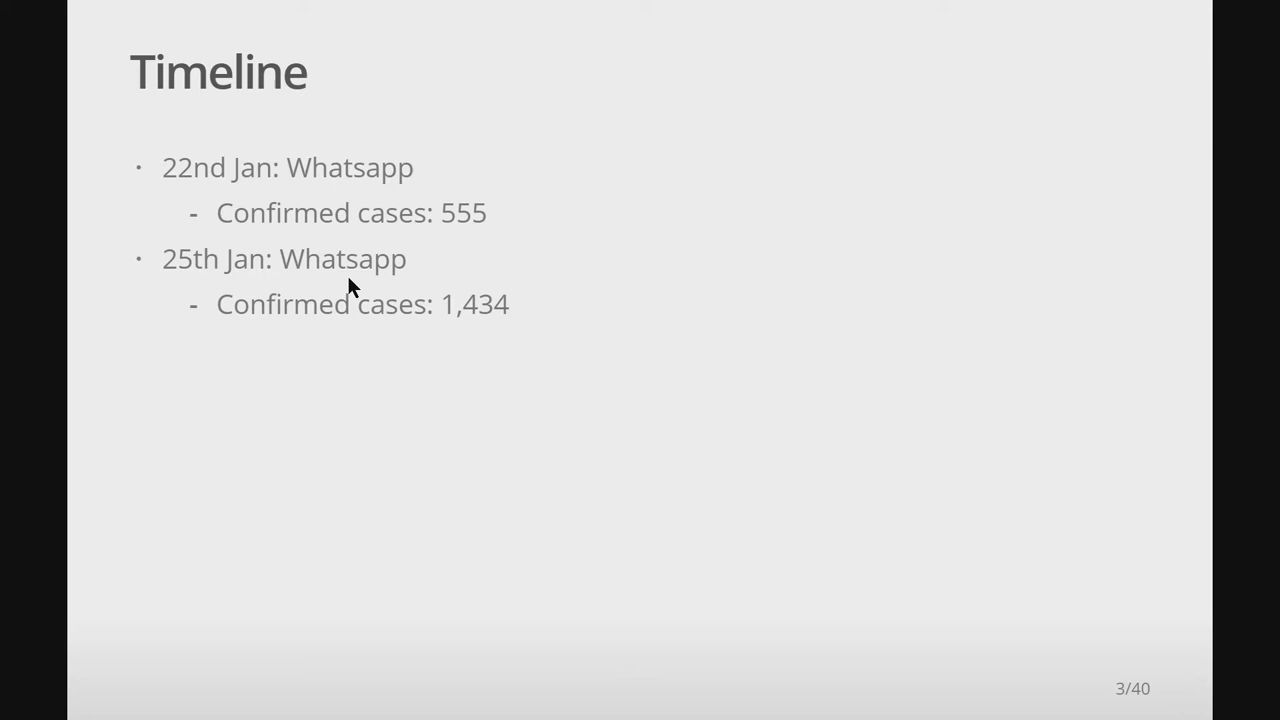 Timeline
· 22nd Jan: Whatsapp
- Confirmed cases: 555
· 25th Jan: Whatsapp
- Confirmed cases: 1,434
3/40